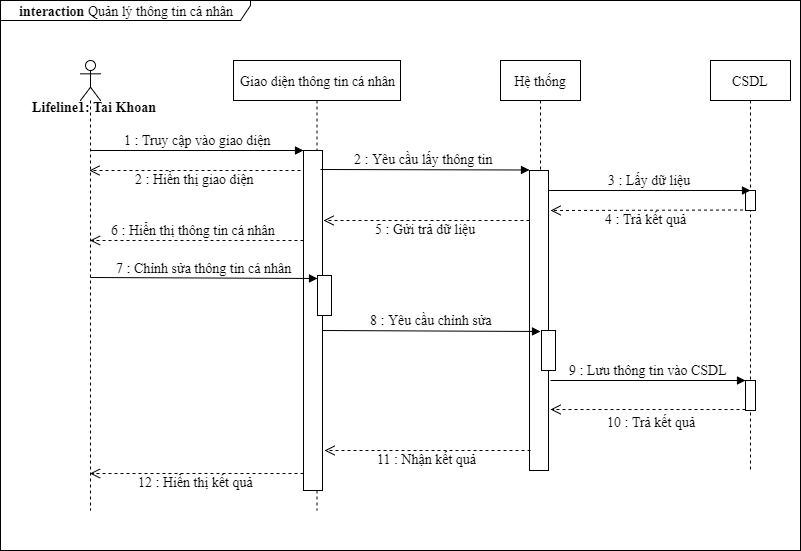 interaction Quản lý thông tin cá nhân
Giao diện thông tin cá nhân
Hệ thống
CSDL
Lifeline1: Tai Khoan
1 : Truy cập vào giao diện
2 : Yêu cầu lấy thông tin
2 : Hiển thị giao diện
3 : Lấy dữ liệu
4 : Trả kết quả
5 : Gửi trả dữ liệu
6 : Hiển thị thông tin cá nhân
7 : Chỉnh sửa thông tin cá nhân
8 : Yêu cầu chỉnh sửa
9 : Lưu thông tin vào CSDL
10 : Trả kết quả
11 : Nhận kết quả
12 : Hiển thị kết quả